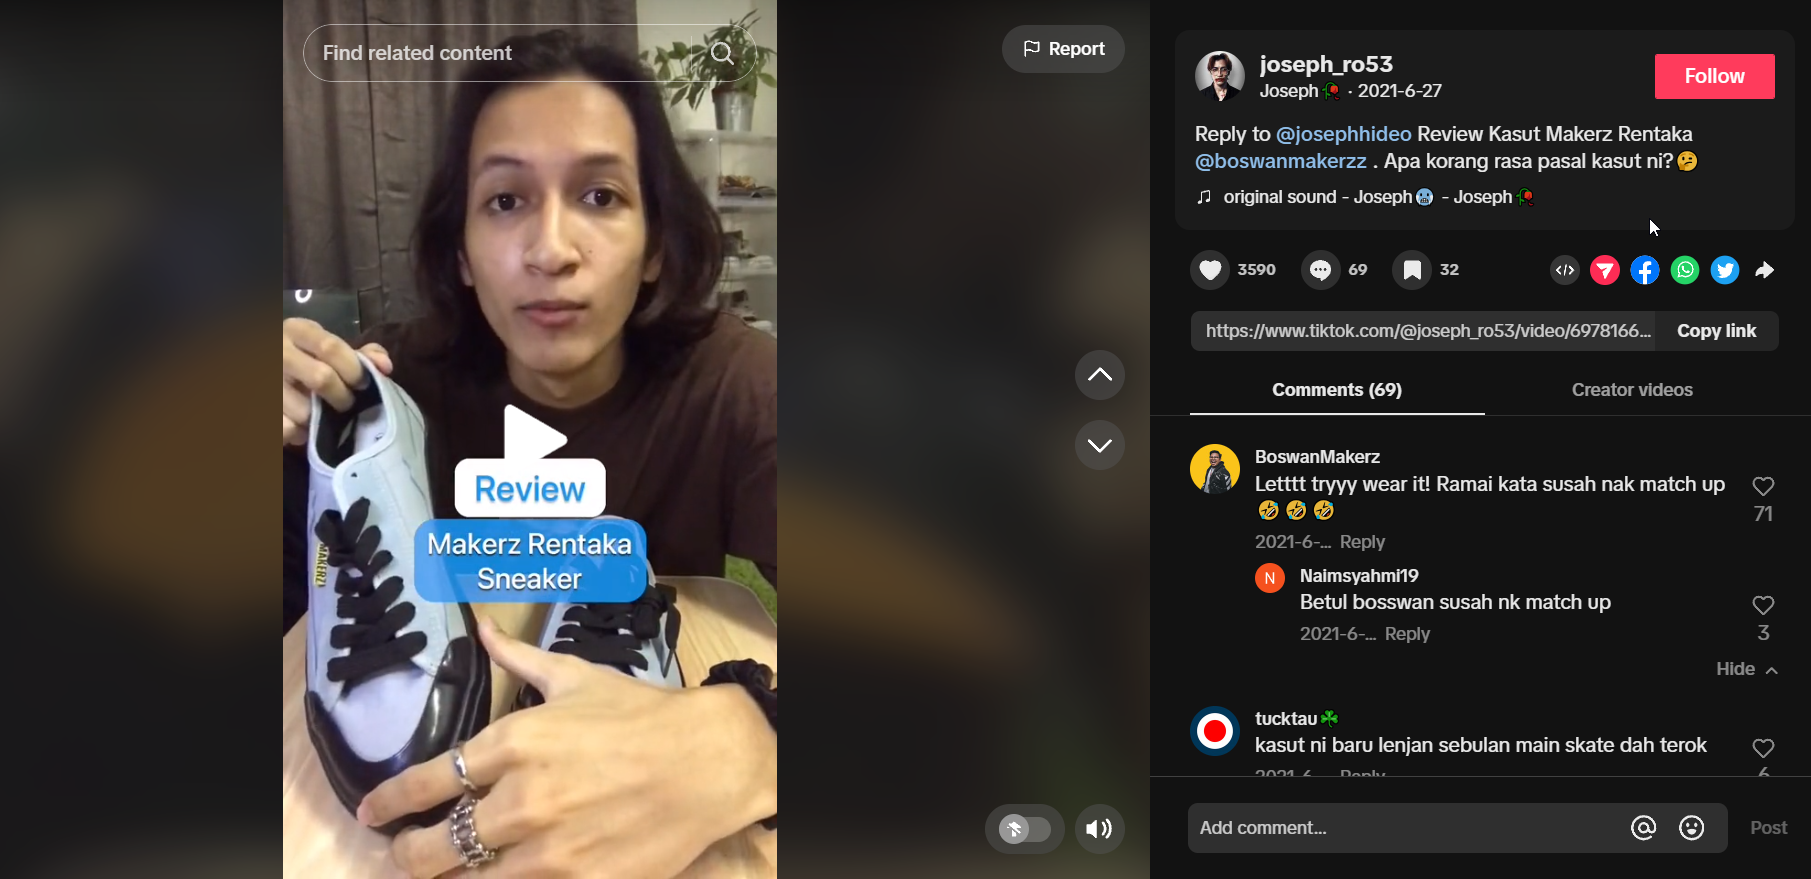 Find related content
Report
MAKERZ
Review
Makerz Rentaka
Sneaker
joseph_ro53
Joseph🥀 · 2021-6-27
Follow
Reply to @josephhideo Review Kasut Makerz Rentaka
@boswanmakerzz . Apa korang rasa pasal kasut ni?🤔
original sound - Joseph🥶 - Joseph🥀
3590
69
32
https://www.tiktok.com/@joseph_ro53/video/6978166...
Copy link
Comments (69)
Creator videos
BoswanMakerz
Letttt tryyy wear it! Ramai kata susah nak match up
🤣🤣🤣
71
2021-6-... Reply
N
Naimsyahmi19
Betul bosswan susah nk match up
2021-6-... Reply
3
Hide
tucktau☘️
kasut ni baru lenjan sebulan main skate dah terok
2021-6-... Reply
6
Add comment...
Post